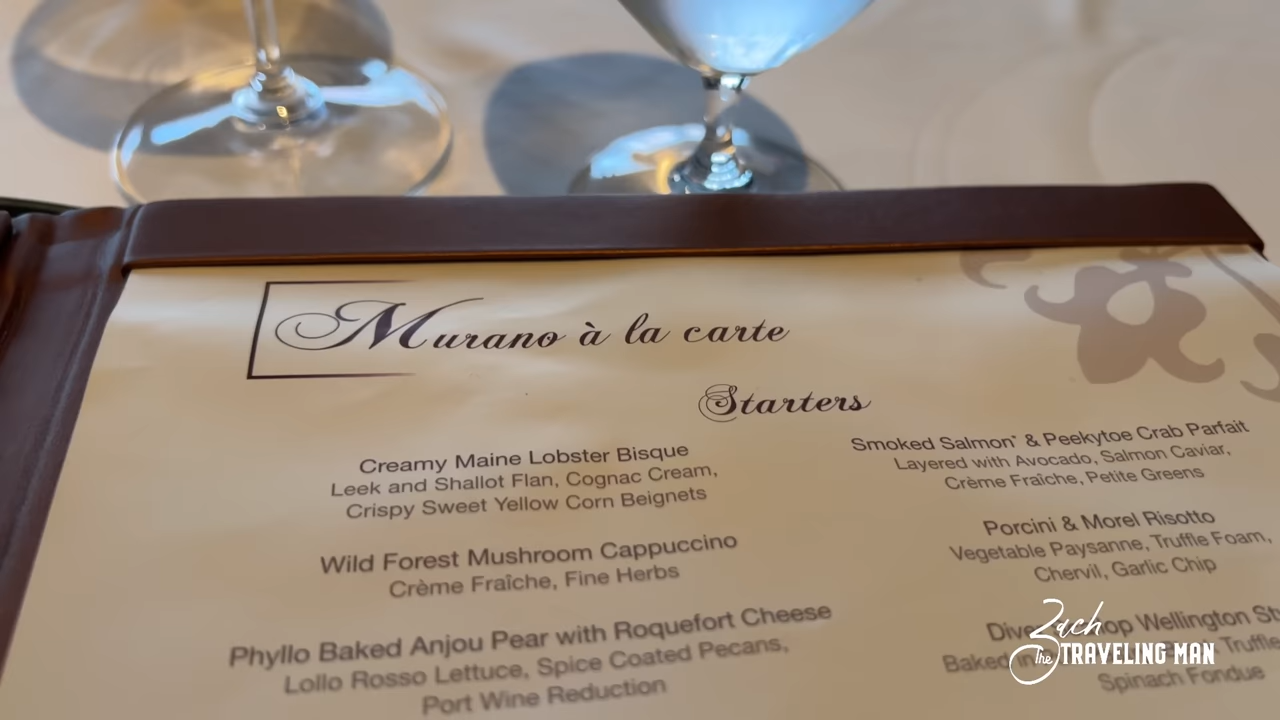 Murano à la carte
Starters
Creamy Maine Lobster Bisque
Leek and Shallot Flan, Cognac Cream,
Crispy Sweet Yellow Corn Beignets
Wild Forest Mushroom Cappuccino
Crème Fraîche, Fine Herbs
Phyllo Baked Anjou Pear with Roquefort Cheese
Lollo Rosso Lettuce, Spice Coated Pecans,
Port Wine Reduction
Smoked Salmon* & Peekytoe Crab Parfait
Layered with Avocado, Salmon Caviar,
Crème Fraîche, Petite Greens
Porcini & Morel Risotto
Vegetable Paysanne, Truffle Foam,
Chervil, Garlic Chip
Wellington
Baked
Spinach Fondue
Zach
The TRAVELING MAN